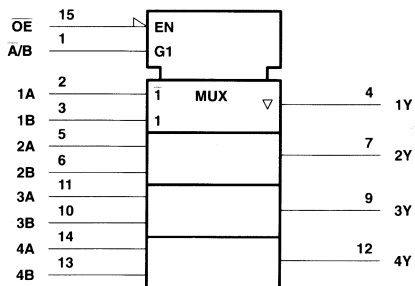 15
O̅E̅ EN
1
A̅/B G1
2 MUX 4
1A 1̅ ▽ 1Y
3
1B 1
5
2A 7
2Y
6
2B
11
3A 9
10 3Y
3B
14
4A 12
13 4Y
4B